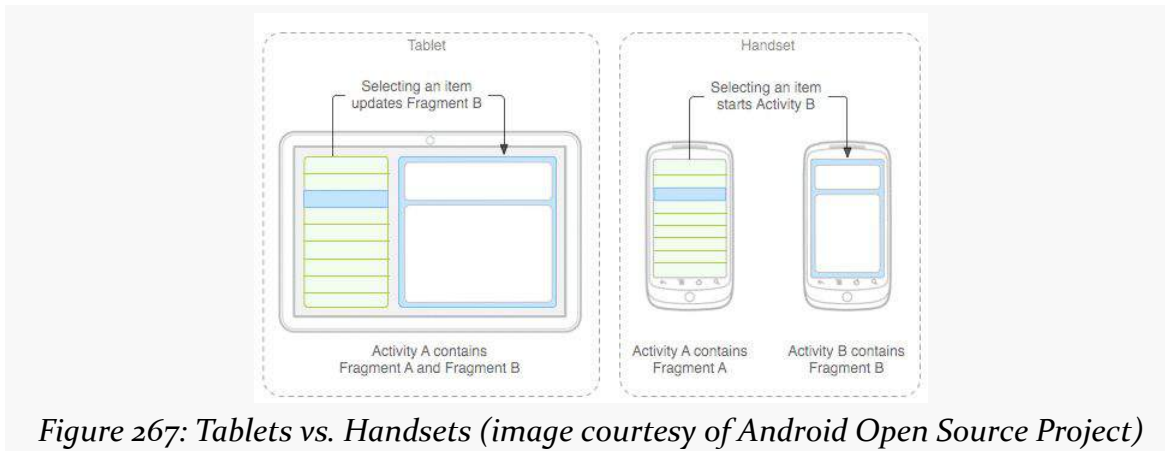 Tablet
Selecting an item
updates Fragment B
Activity A contains
Fragment A and Fragment B
Handset
Selecting an item
starts Activity B
Activity A contains
Fragment A
Activity B contains
Fragment B
Figure 267: Tablets vs. Handsets (image courtesy of Android Open Source Project)